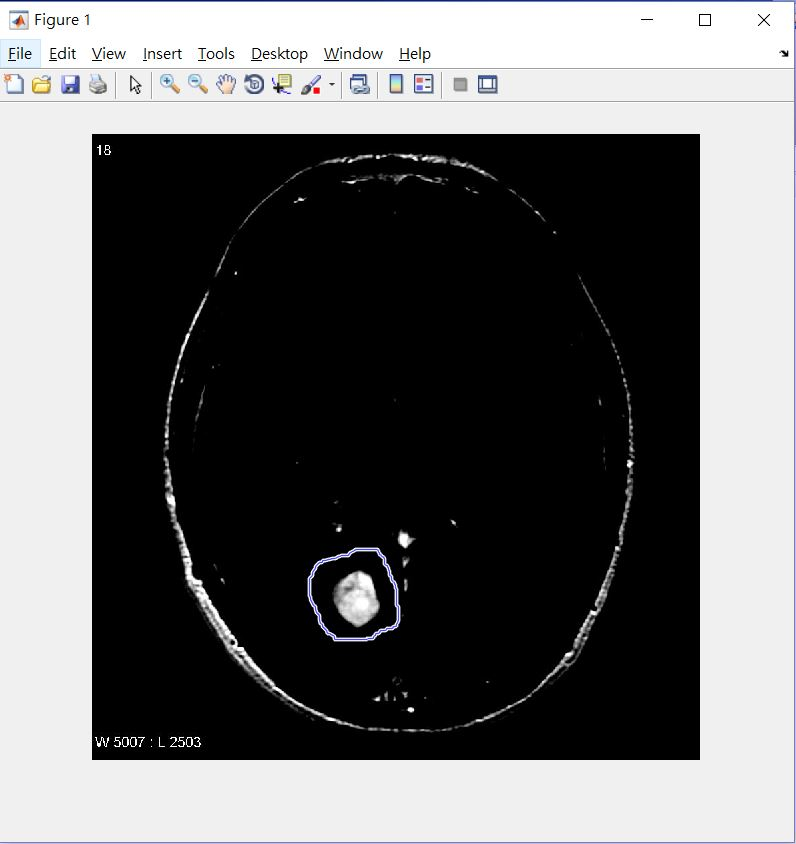 Figure 1
File Edit View Insert Tools Desktop Window Help
18
W 5007 : L 2503